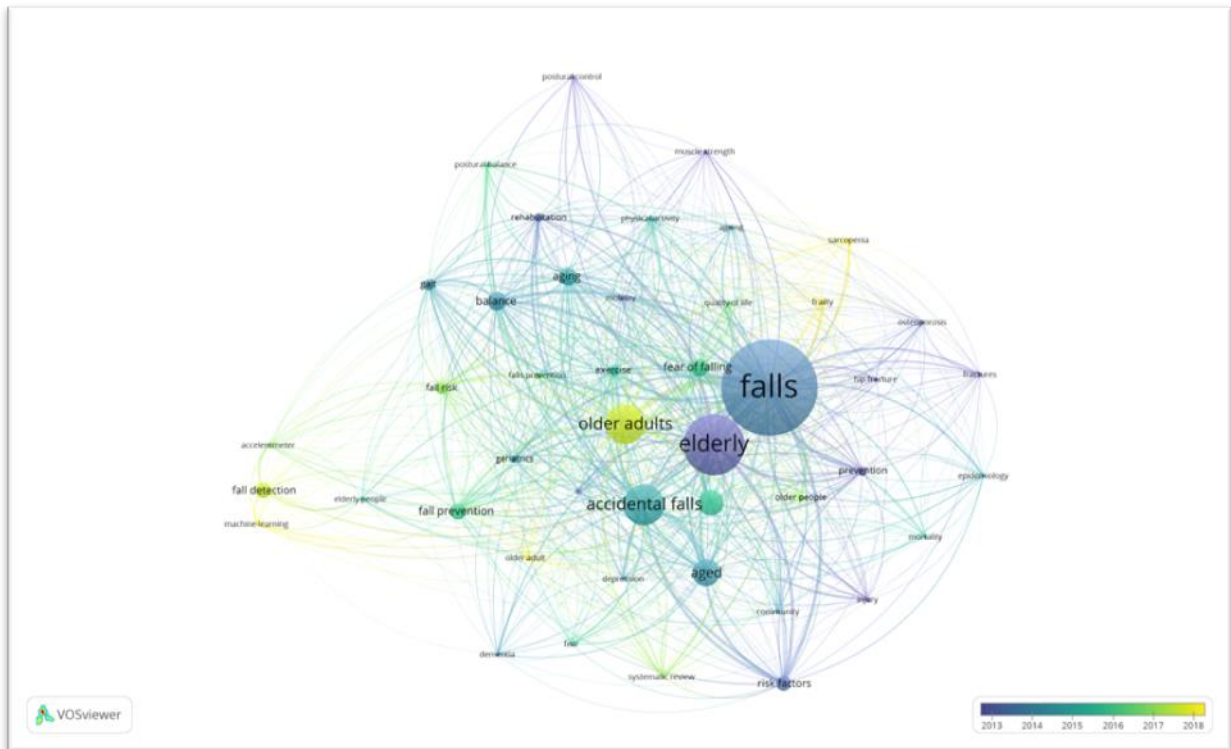 postural control
muscle strength
postural balance
rehabilitation
physical activity
sarcopenia
aging
gait
balance
mobility
quality of life
frailty
osteoporosis
fear of falling
exercise
falls prevention
falls
hip fracture
fractures
fall risk
older adults
elderly
accelerometer
geriatrics
prevention
epidemiology
fall detection
elderly people
older people
accidental falls
fall prevention
machine learning
mortality
older adult
depression
aged
injury
community
fear
dementia
systematic review
risk factors
VOSviewer
2013 2014 2015 2016 2017 2018